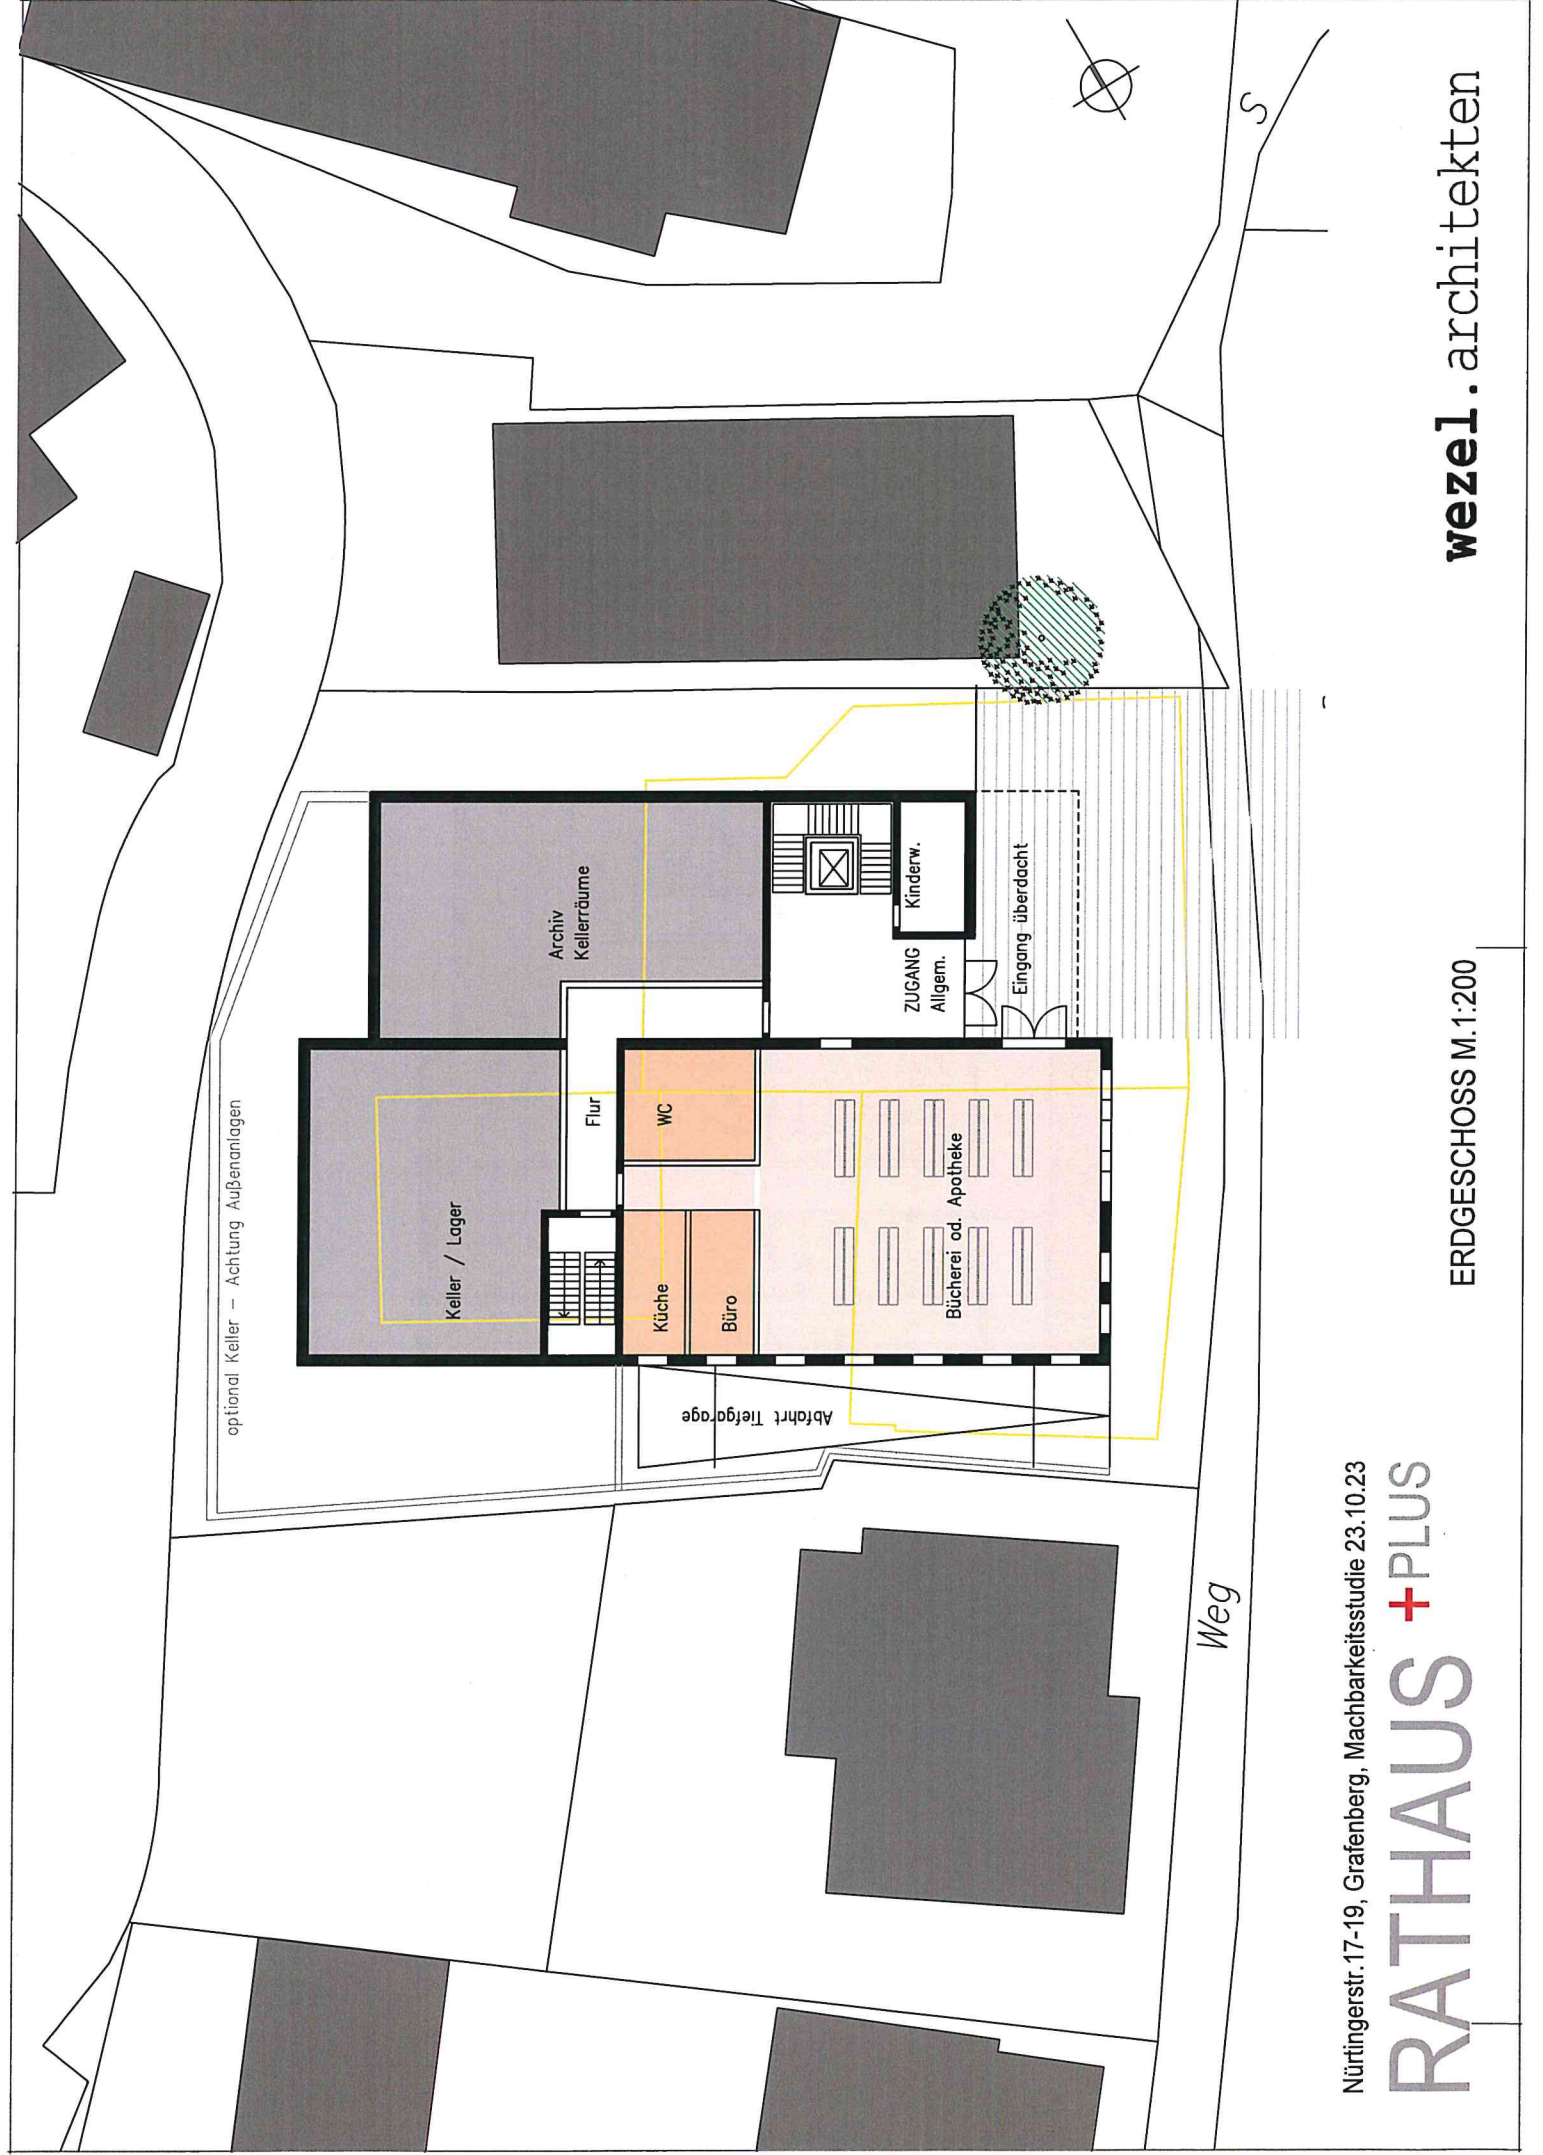 optional Keller – Achtung Außenanlagen
Keller / Lager
Archiv
Kellerräume
Flur
Küche
WC
Büro
Abfahrt Tiefgarage
Bücherei od. Apotheke
ZUGANG
Allgem.
Kinderw.
Eingang überdacht
Weg
S
Nürtingerstr.17-19, Grafenberg, Machbarkeitsstudie 23.10.23
RATHAUS +PLUS
ERDGESCHOSS M.1:200
wezel.architekten